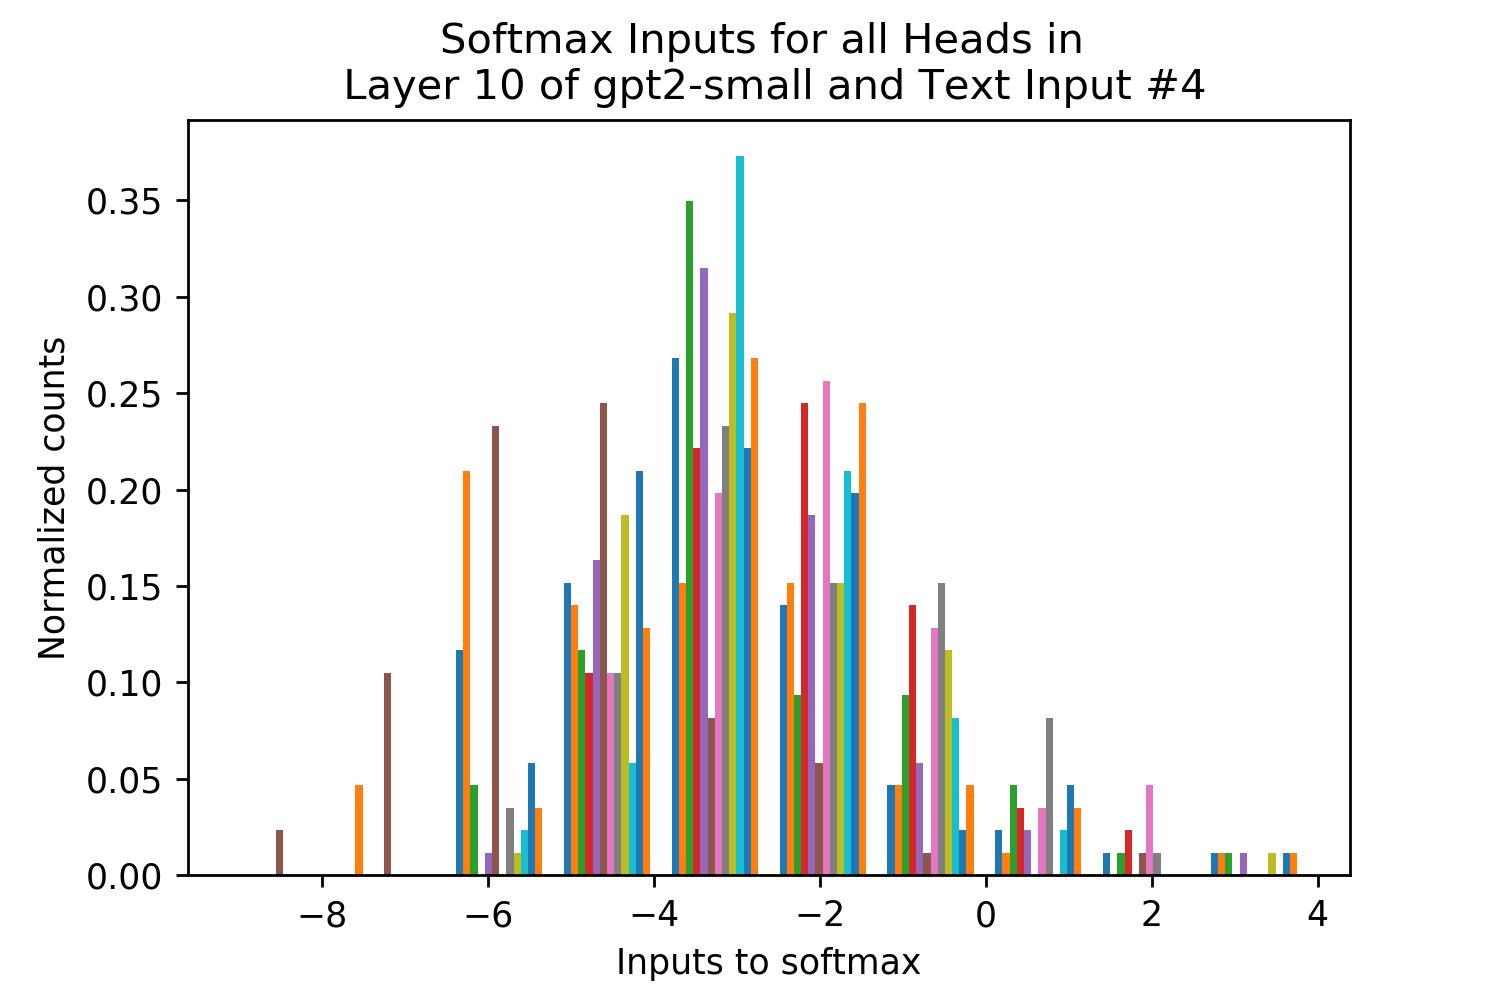 Softmax Inputs for all Heads in
Layer 10 of gpt2-small and Text Input #4
Normalized counts
0.35
0.30
0.25
0.20
0.15
0.10
0.05
0.00
−8 −6 −4 −2 0 2 4
Inputs to softmax